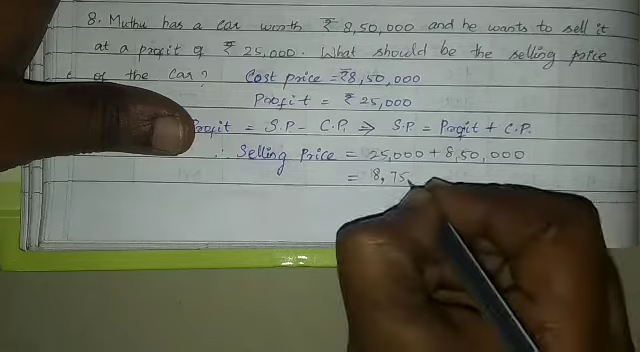 8. Muthu has a car worth ₹ 8,50,000 and he wants to sell it
at a profit of ₹ 25,000. What should be the selling price
of the car? Cost price = ₹8,50,000
Profit = ₹ 25,000
Profit = S.P - C.P. ⇒ S.P. = Profit + C.P.
∴ Selling Price = 25,000 + 8,50,000
= 8,75,